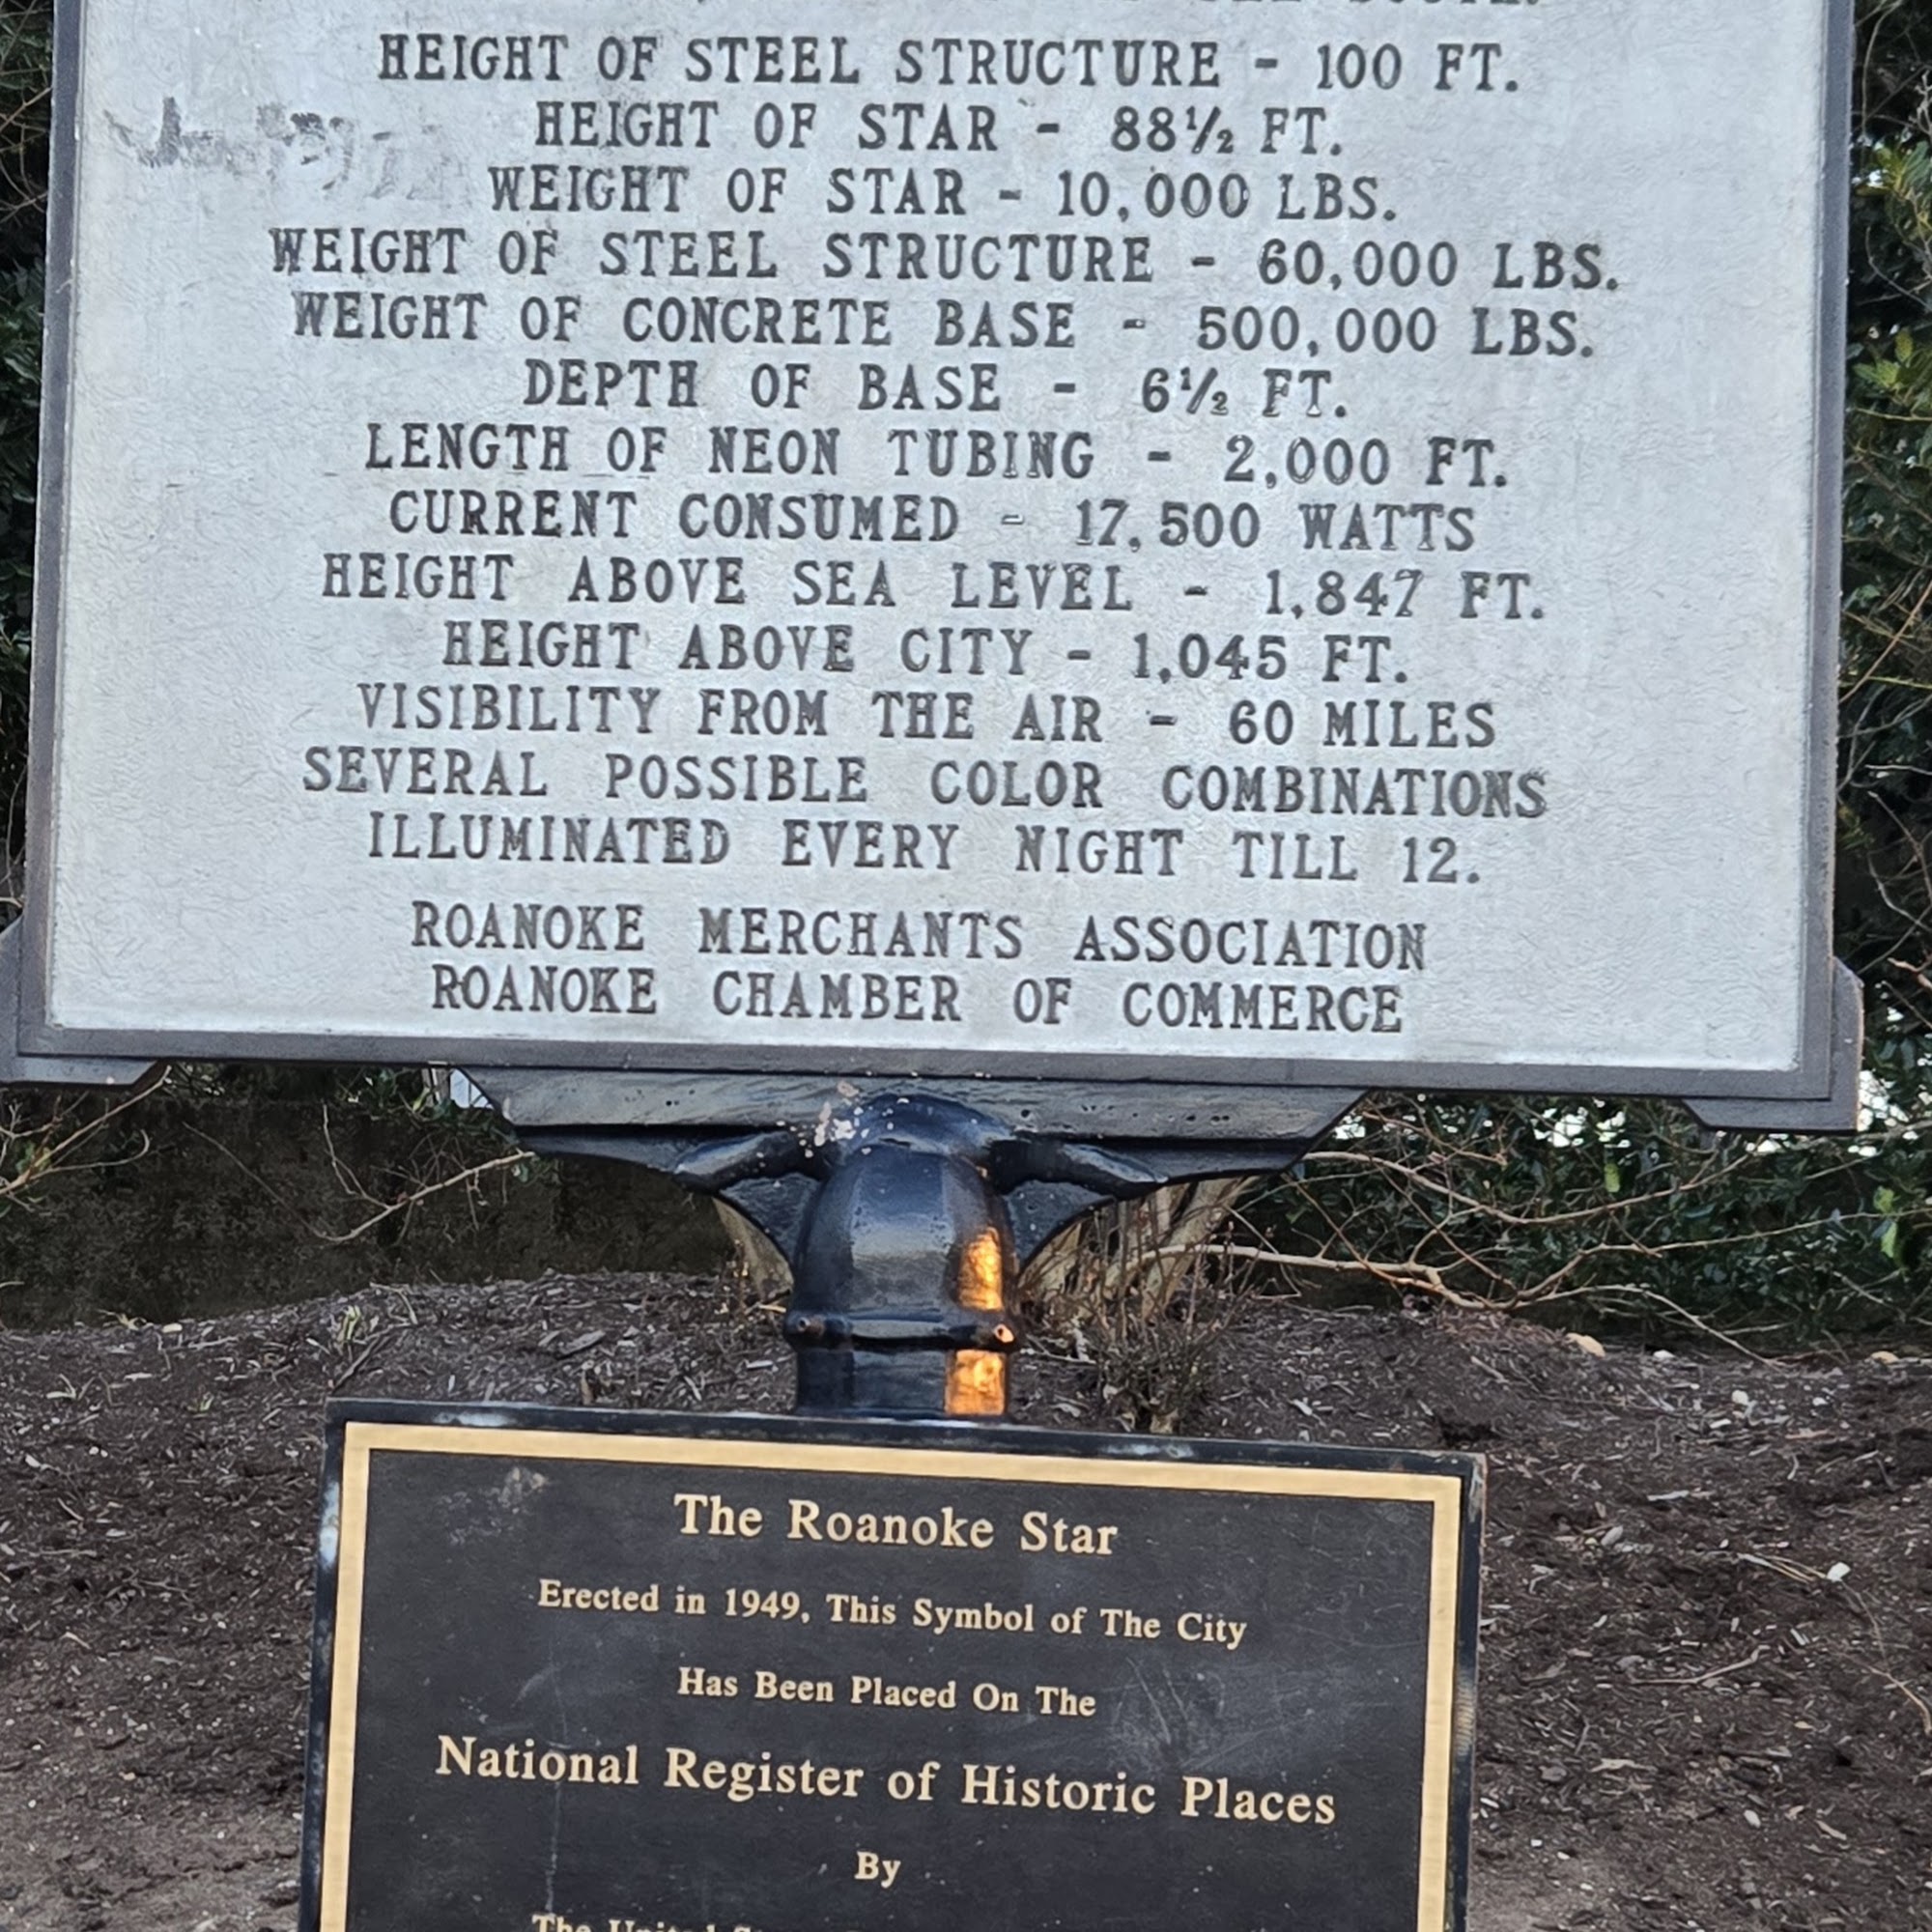 HEIGHT OF STEEL STRUCTURE - 100 FT.
HEIGHT OF STAR - 88½ FT.
WEIGHT OF STAR - 10,000 LBS.
WEIGHT OF STEEL STRUCTURE - 60,000 LBS.
WEIGHT OF CONCRETE BASE - 500,000 LBS.
DEPTH OF BASE - 6½ FT.
LENGTH OF NEON TUBING - 2,000 FT.
CURRENT CONSUMED - 17,500 WATTS
HEIGHT ABOVE SEA LEVEL - 1,847 FT.
HEIGHT ABOVE CITY - 1,045 FT.
VISIBILITY FROM THE AIR - 60 MILES
SEVERAL POSSIBLE COLOR COMBINATIONS
ILLUMINATED EVERY NIGHT TILL 12.
ROANOKE MERCHANTS ASSOCIATION
ROANOKE CHAMBER OF COMMERCE
The Roanoke Star
Erected in 1949, This Symbol of The City
Has Been Placed On The
National Register of Historic Places
By
The United